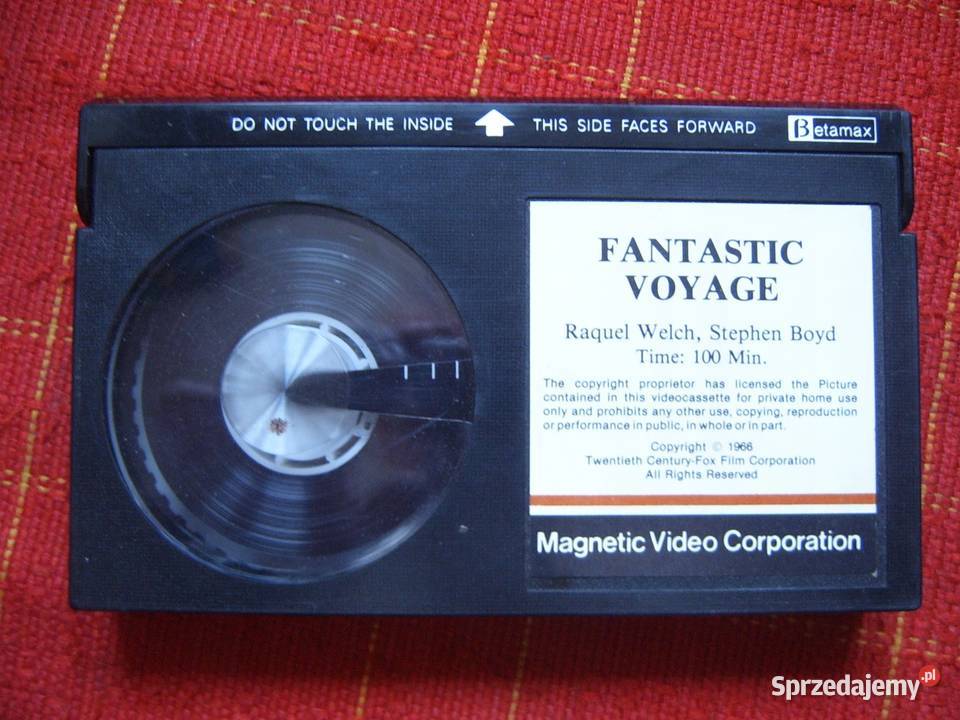 DO NOT TOUCH THE INSIDE THIS SIDE FACES FORWARD Betamax
FANTASTIC
VOYAGE
Raquel Welch, Stephen Boyd
Time: 100 Min.
The copyright proprietor has licensed the Picture
contained in this videocassette for private home use
only and prohibits any other use, copying, reproduction
or performance in public, in whole or in part.
Copyright © 1966
Twentieth Century-Fox Film Corporation
All Rights Reserved
Magnetic Video Corporation
Sprzedajemy.pl